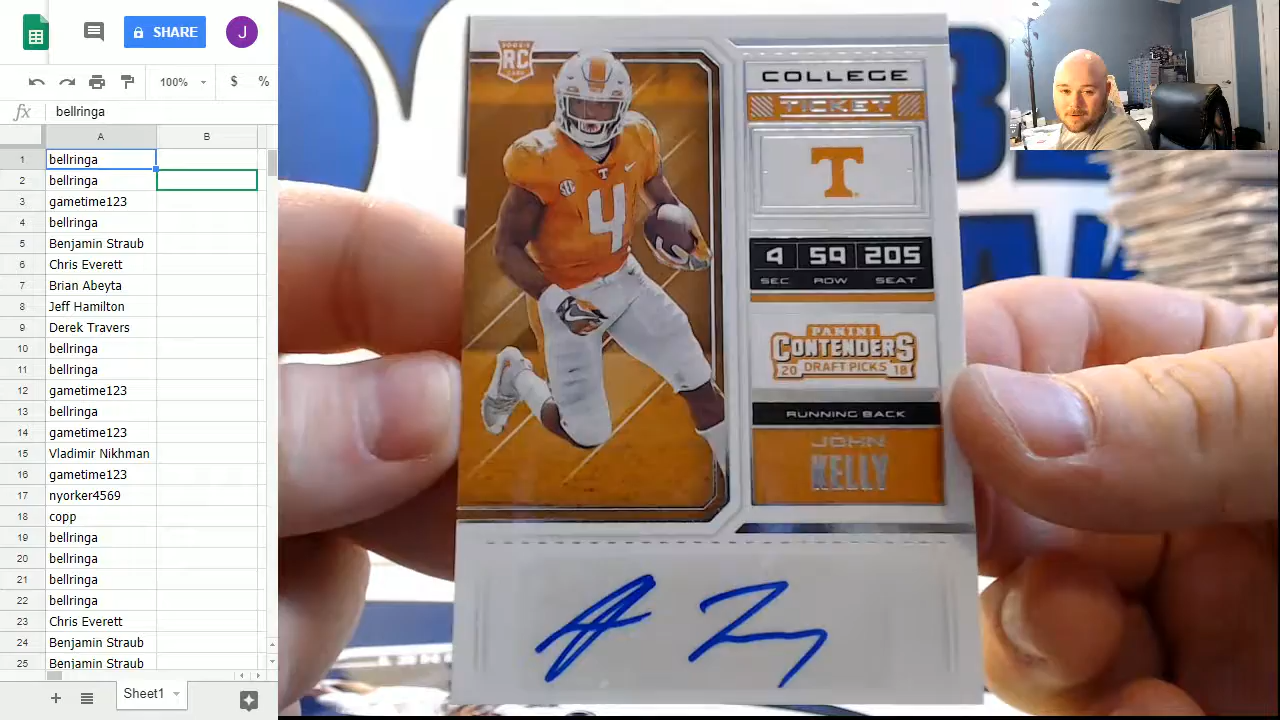 SHARE
J
100%
$
%
fx
bellringa
A
B
1
bellringa
2
bellringa
3
gametime123
4
bellringa
5
Benjamin Straub
6
Chris Everett
7
Brian Abeyta
8
Jeff Hamilton
9
Derek Travers
10
bellringa
11
bellringa
12
gametime123
13
bellringa
14
gametime123
15
Vladimir Nikhman
16
gametime123
17
nyorker4569
18
copp
19
bellringa
20
bellringa
21
bellringa
22
bellringa
23
Chris Everett
24
Benjamin Straub
25
Benjamin Straub
Sheet1
RC
T
SEC
4
COLLEGE
TICKET
T
4 59 205
SEC ROW SEAT
PANINI
CONTENDERS
20 DRAFT PICKS 18
RUNNING BACK
JOHN
KELLY